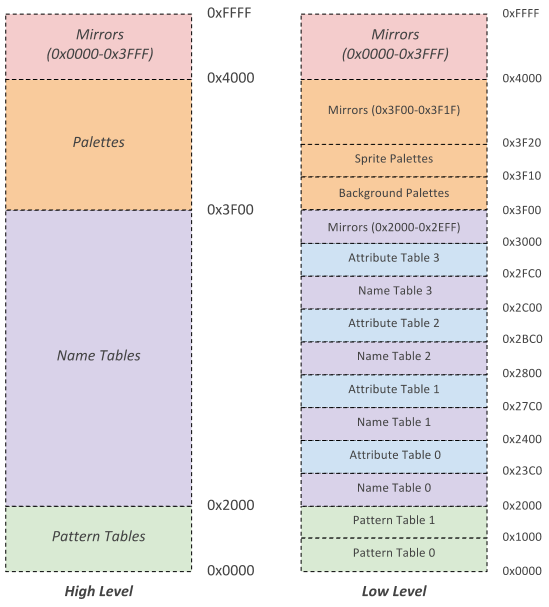 0xFFFF
Mirrors
(0x0000-0x3FFF)
0x4000
Palettes
0x3F00
Name Tables
0x2000
Pattern Tables
0x0000
High Level
0xFFFF
Mirrors
(0x0000-0x3FFF)
0x4000
Mirrors (0x3F00-0x3F1F)
0x3F20
Sprite Palettes
0x3F10
Background Palettes
0x3F00
Mirrors (0x2000-0x2EFF)
0x3000
Attribute Table 3
0x2FC0
Name Table 3
0x2C00
Attribute Table 2
0x2BC0
Name Table 2
0x2800
Attribute Table 1
0x27C0
Name Table 1
0x2400
Attribute Table 0
0x23C0
Name Table 0
0x2000
Pattern Table 1
0x1000
Pattern Table 0
0x0000
Low Level